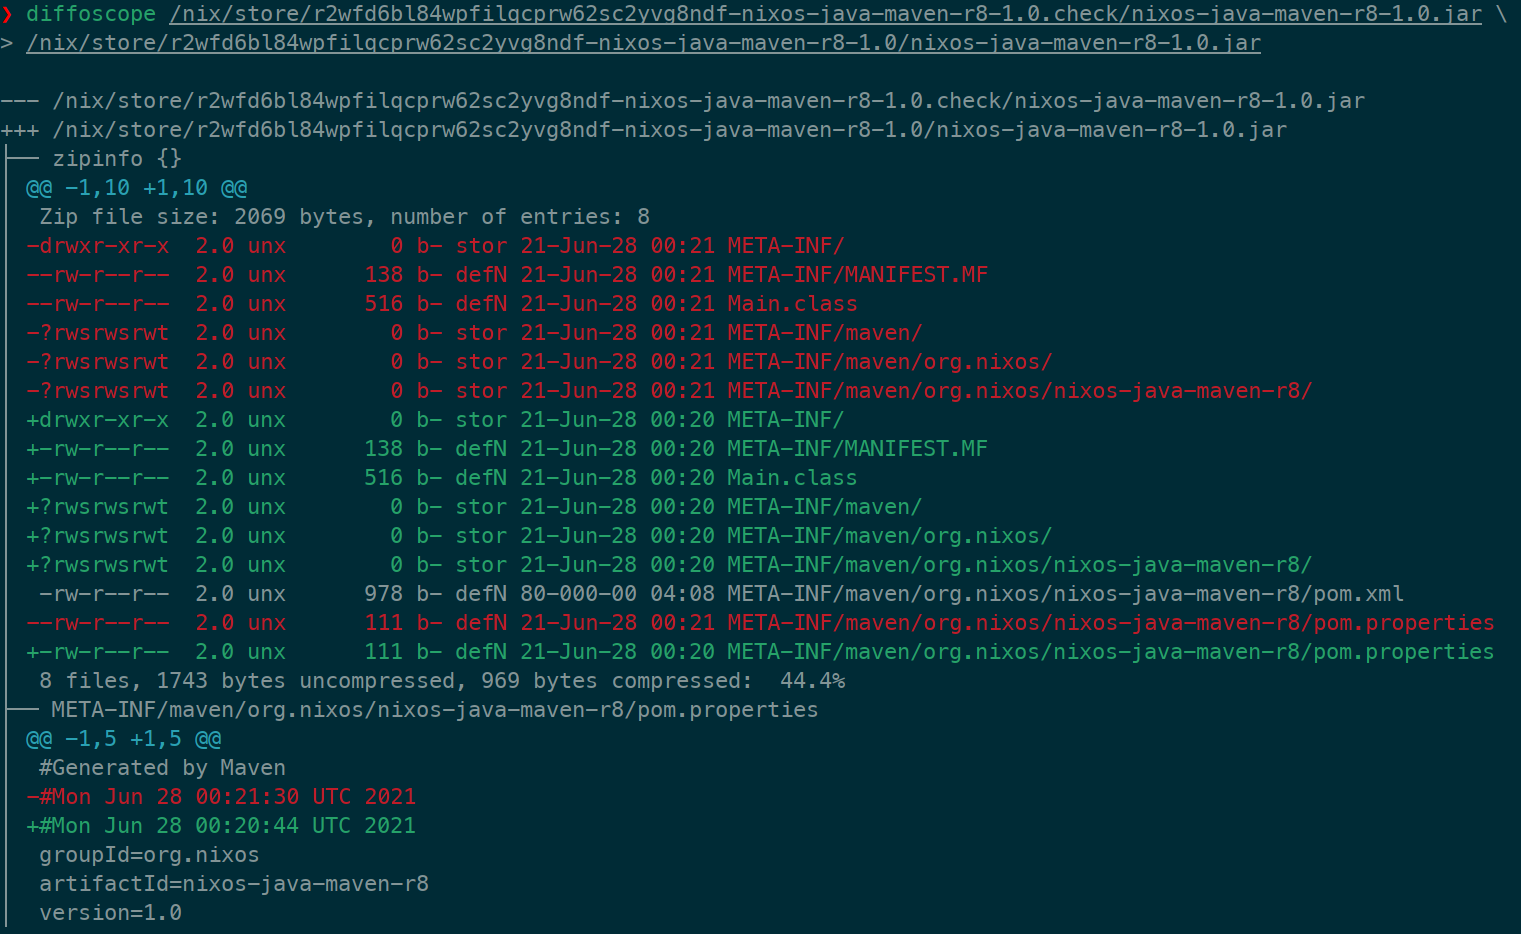 ❯ diffoscope /nix/store/r2wfd6bl84wpfilqcprw62sc2yvg8ndf-nixos-java-maven-r8-1.0.check/nixos-java-maven-r8-1.0.jar \
> /nix/store/r2wfd6bl84wpfilqcprw62sc2yvg8ndf-nixos-java-maven-r8-1.0/nixos-java-maven-r8-1.0.jar
--- /nix/store/r2wfd6bl84wpfilqcprw62sc2yvg8ndf-nixos-java-maven-r8-1.0.check/nixos-java-maven-r8-1.0.jar
+++ /nix/store/r2wfd6bl84wpfilqcprw62sc2yvg8ndf-nixos-java-maven-r8-1.0/nixos-java-maven-r8-1.0.jar
├── zipinfo {}
│ @@ -1,10 +1,10 @@
│  Zip file size: 2069 bytes, number of entries: 8
│ -drwxr-xr-x  2.0 unx        0 b- stor 21-Jun-28 00:21 META-INF/
│ --rw-r--r--  2.0 unx      138 b- defN 21-Jun-28 00:21 META-INF/MANIFEST.MF
│ --rw-r--r--  2.0 unx      516 b- defN 21-Jun-28 00:21 Main.class
│ -?rwsrwsrwt  2.0 unx        0 b- stor 21-Jun-28 00:21 META-INF/maven/
│ -?rwsrwsrwt  2.0 unx        0 b- stor 21-Jun-28 00:21 META-INF/maven/org.nixos/
│ -?rwsrwsrwt  2.0 unx        0 b- stor 21-Jun-28 00:21 META-INF/maven/org.nixos/nixos-java-maven-r8/
│ +drwxr-xr-x  2.0 unx        0 b- stor 21-Jun-28 00:20 META-INF/
│ +-rw-r--r--  2.0 unx      138 b- defN 21-Jun-28 00:20 META-INF/MANIFEST.MF
│ +-rw-r--r--  2.0 unx      516 b- defN 21-Jun-28 00:20 Main.class
│ +?rwsrwsrwt  2.0 unx        0 b- stor 21-Jun-28 00:20 META-INF/maven/
│ +?rwsrwsrwt  2.0 unx        0 b- stor 21-Jun-28 00:20 META-INF/maven/org.nixos/
│ +?rwsrwsrwt  2.0 unx        0 b- stor 21-Jun-28 00:20 META-INF/maven/org.nixos/nixos-java-maven-r8/
│  -rw-r--r--  2.0 unx      978 b- defN 80-000-00 04:08 META-INF/maven/org.nixos/nixos-java-maven-r8/pom.xml
│ --rw-r--r--  2.0 unx      111 b- defN 21-Jun-28 00:21 META-INF/maven/org.nixos/nixos-java-maven-r8/pom.properties
│ +-rw-r--r--  2.0 unx      111 b- defN 21-Jun-28 00:20 META-INF/maven/org.nixos/nixos-java-maven-r8/pom.properties
│  8 files, 1743 bytes uncompressed, 969 bytes compressed:  44.4%
├── META-INF/maven/org.nixos/nixos-java-maven-r8/pom.properties
│ @@ -1,5 +1,5 @@
│  #Generated by Maven
│ -#Mon Jun 28 00:21:30 UTC 2021
│ +#Mon Jun 28 00:20:44 UTC 2021
│  groupId=org.nixos
│  artifactId=nixos-java-maven-r8
│  version=1.0